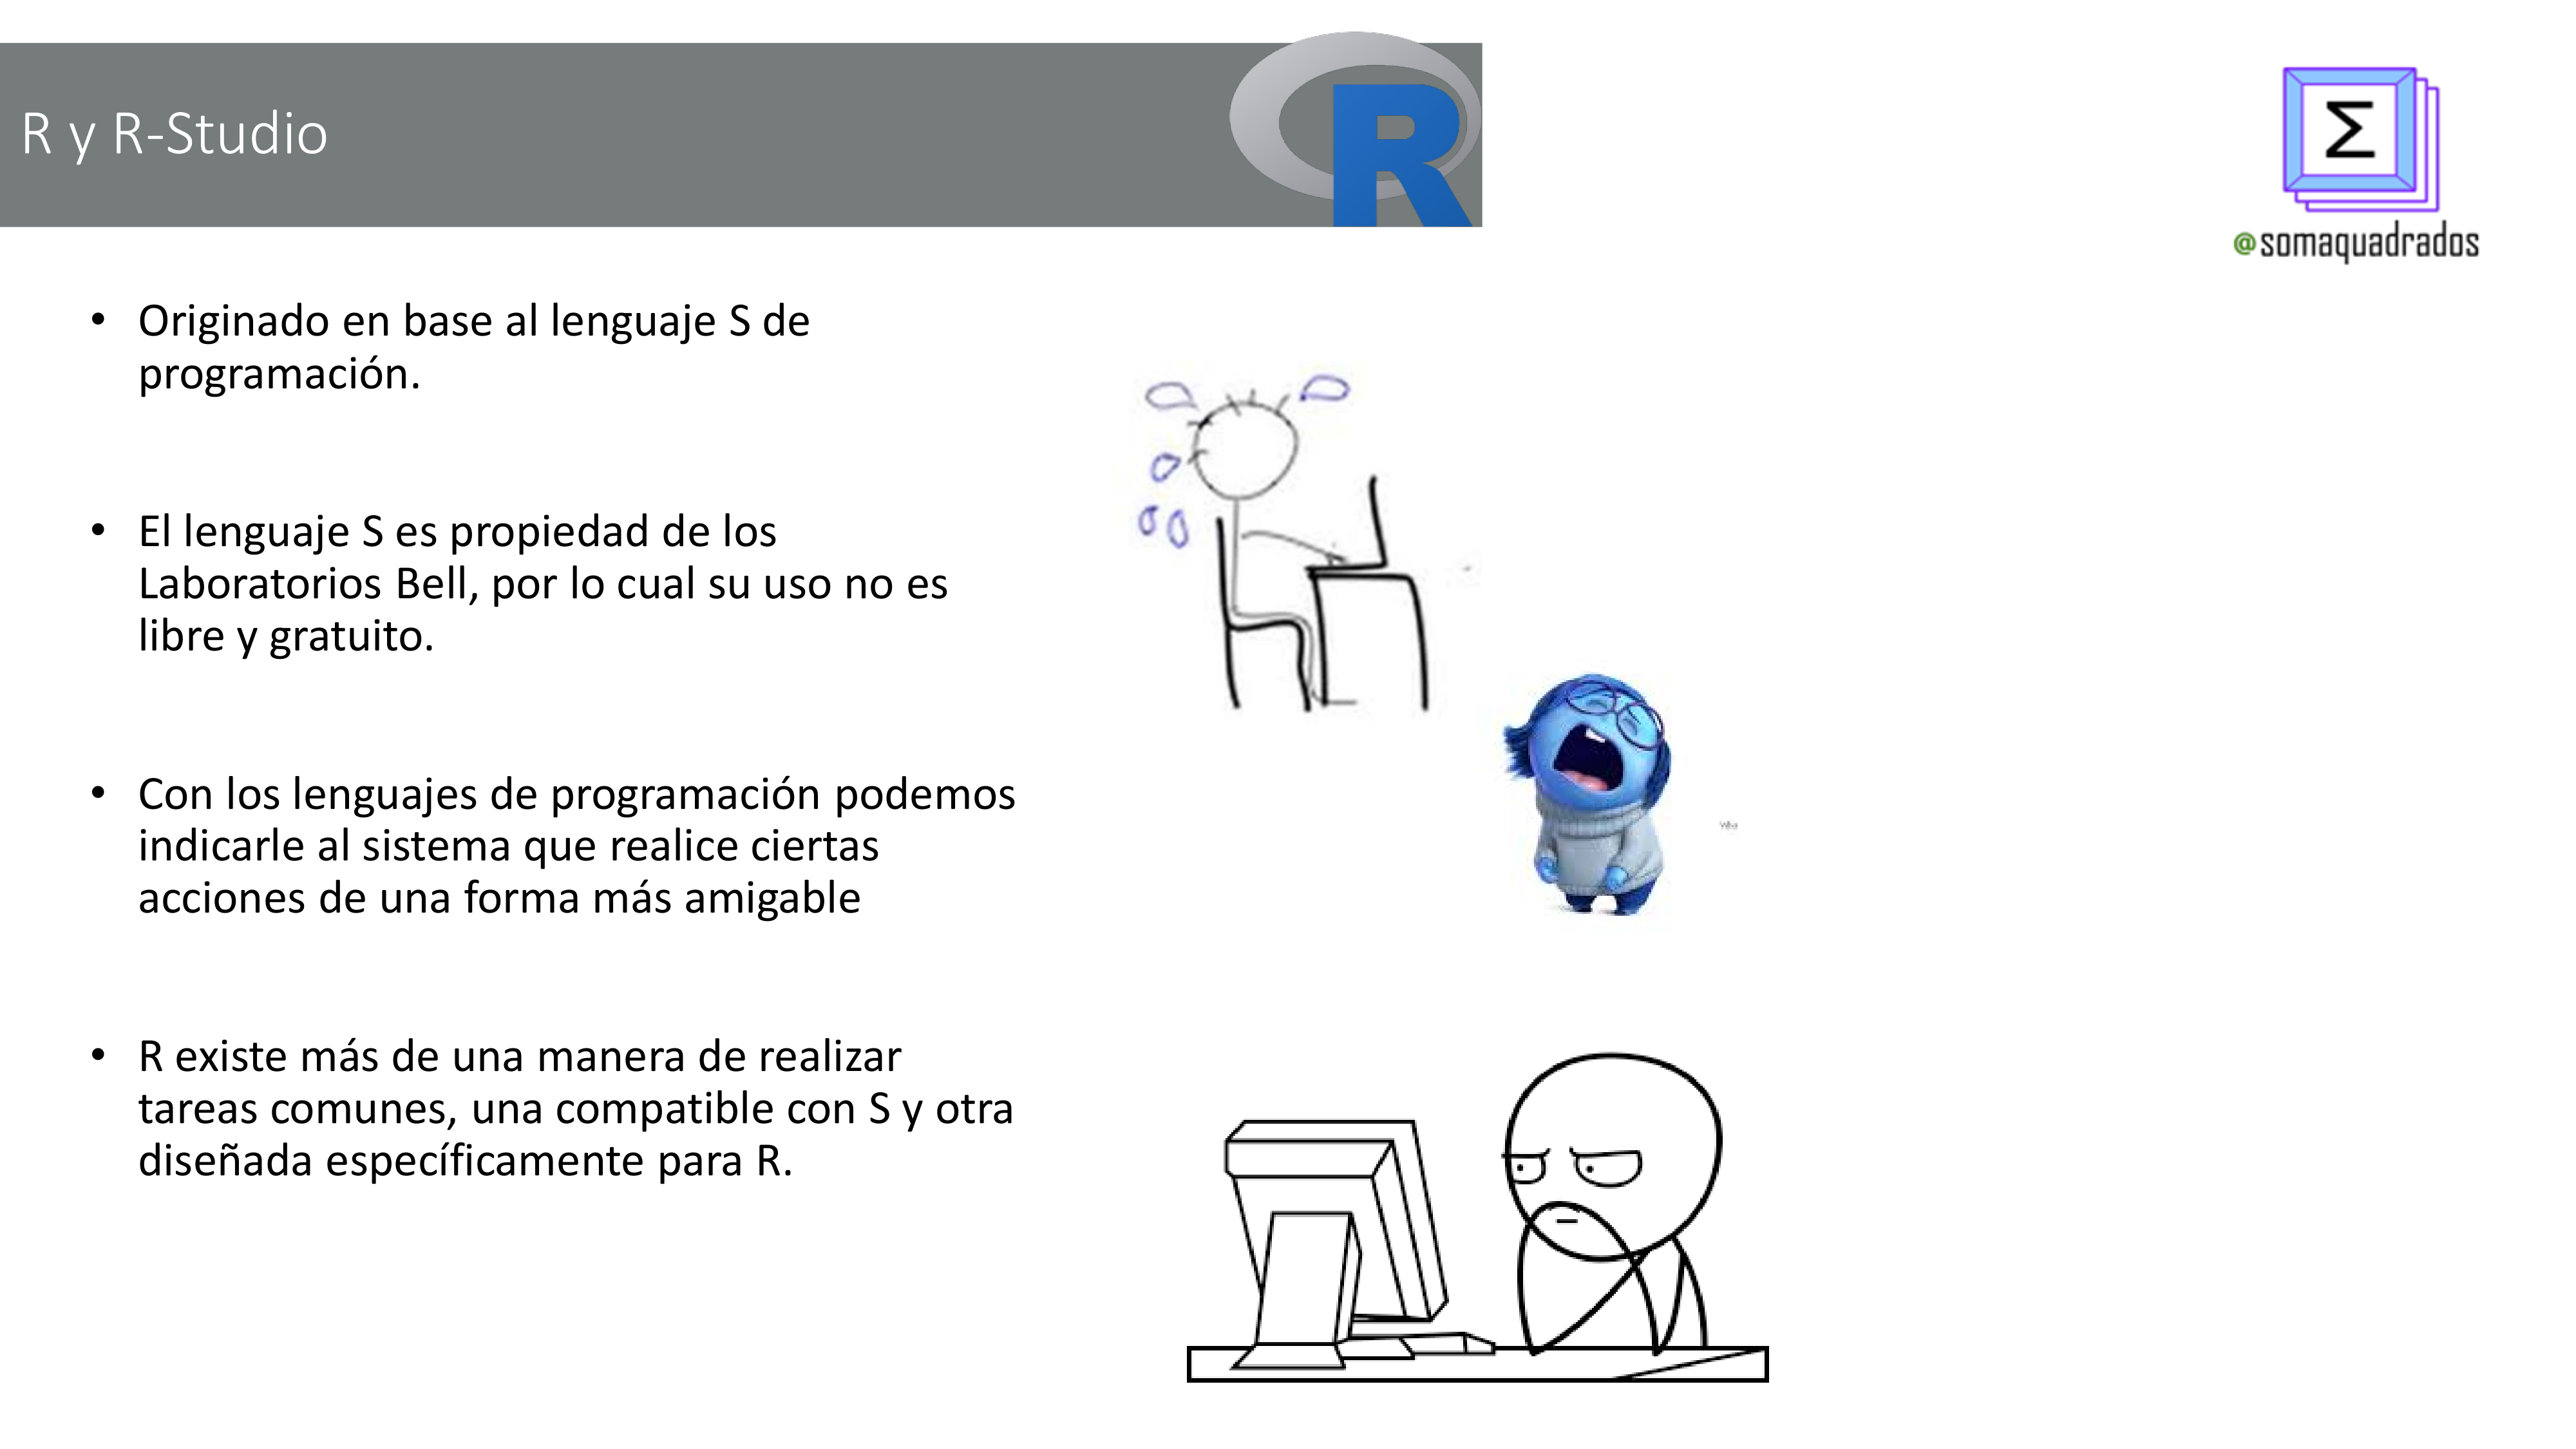 R y R-Studio
R
Σ
@somaquadrados
• Originado en base al lenguaje S de
programación.
• El lenguaje S es propiedad de los
Laboratorios Bell, por lo cual su uso no es
libre y gratuito.
• Con los lenguajes de programación podemos
indicarle al sistema que realice ciertas
acciones de una forma más amigable
• R existe más de una manera de realizar
tareas comunes, una compatible con S y otra
diseñada específicamente para R.